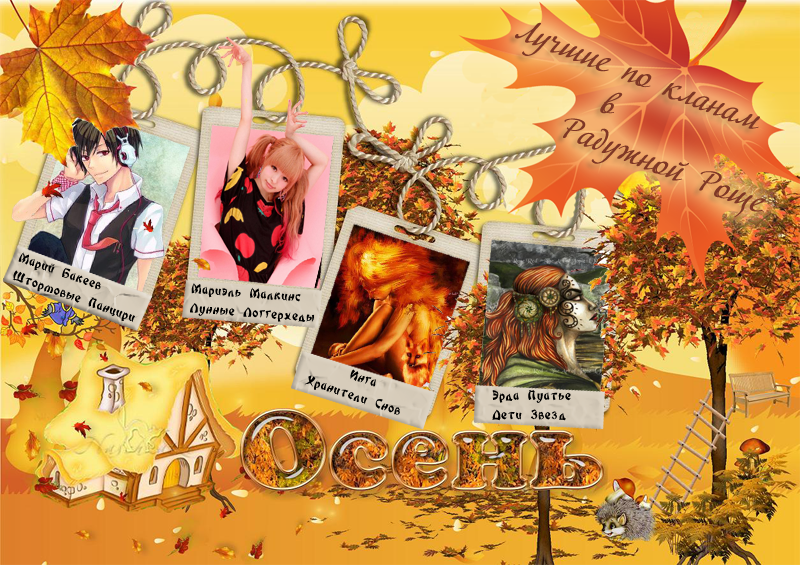 Лучшие по кланам
в
Радужной Роще
Марий Бакеев
Штормовые Панцири
Мариэль Малкинс
Лунные Логгерхеды
Инга
Хранители Снов
Эрда Пуатье
Дети Звезд
Осень